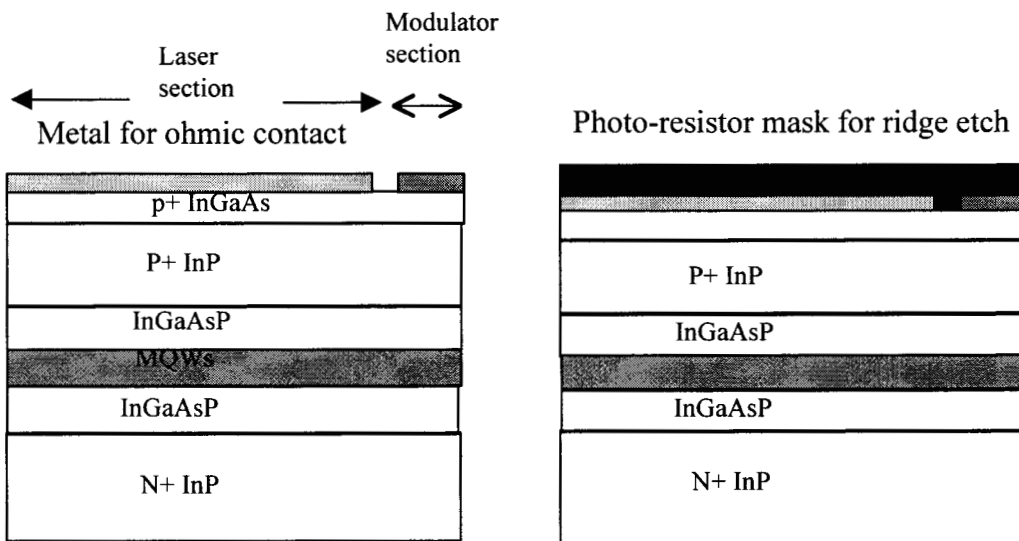 Laser
section
Modulator
section
Metal for ohmic contact
p+ InGaAs
P+ InP
InGaAsP
MQWs
InGaAsP
N+ InP
Photo-resistor mask for ridge etch
P+ InP
InGaAsP
InGaAsP
N+ InP